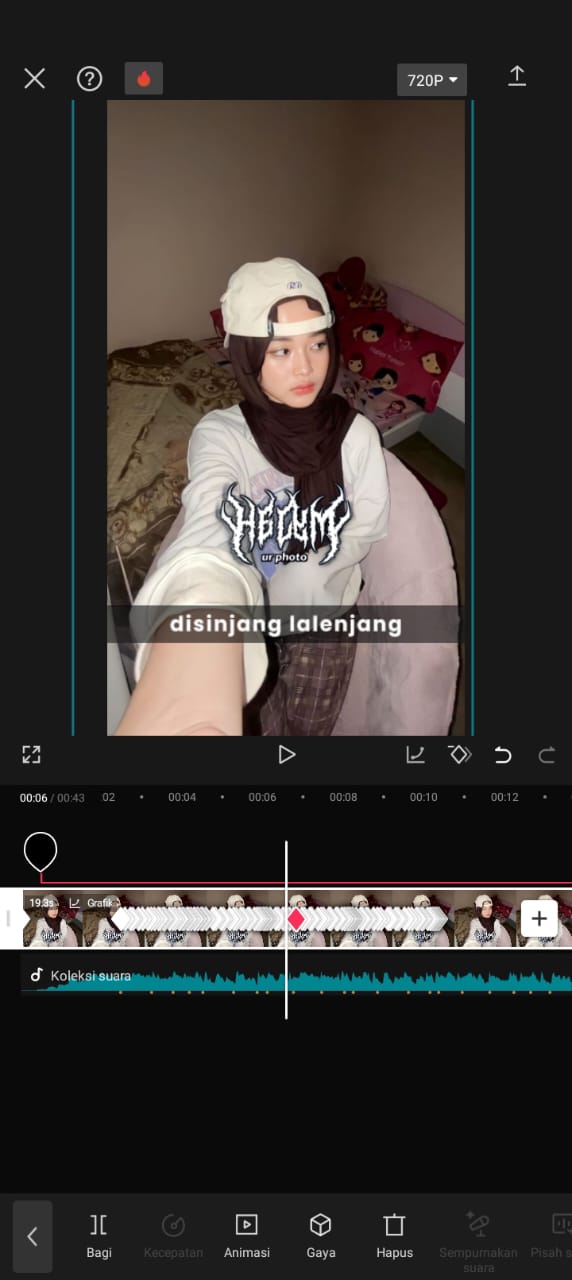 720P
HGLYM
ur photo
disinjang lalenjang
00:06 / 00:43
:02
00:04
00:06
00:08
00:10
00:12
19.3s
Grafik
Koleksi suara
Bagi
Kecepatan
Animasi
Gaya
Hapus
Sempurnakan
suara
Pisah s